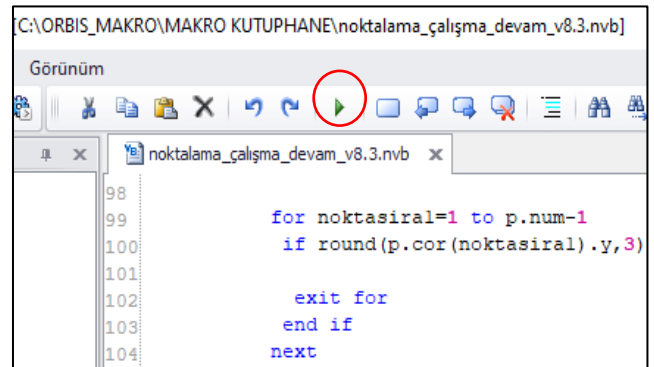 [C:\ORBIS_MAKRO\MAKRO KUTUPHANE\noktalama_çalışma_devam_v8.3.nvb]
Görünüm
noktalama_çalışma_devam_v8.3.nvb
98
99 for noktasiral=1 to p.num-1
100 if round(p.cor(noktasiral).y,3)
101
102 exit for
103 end if
104 next